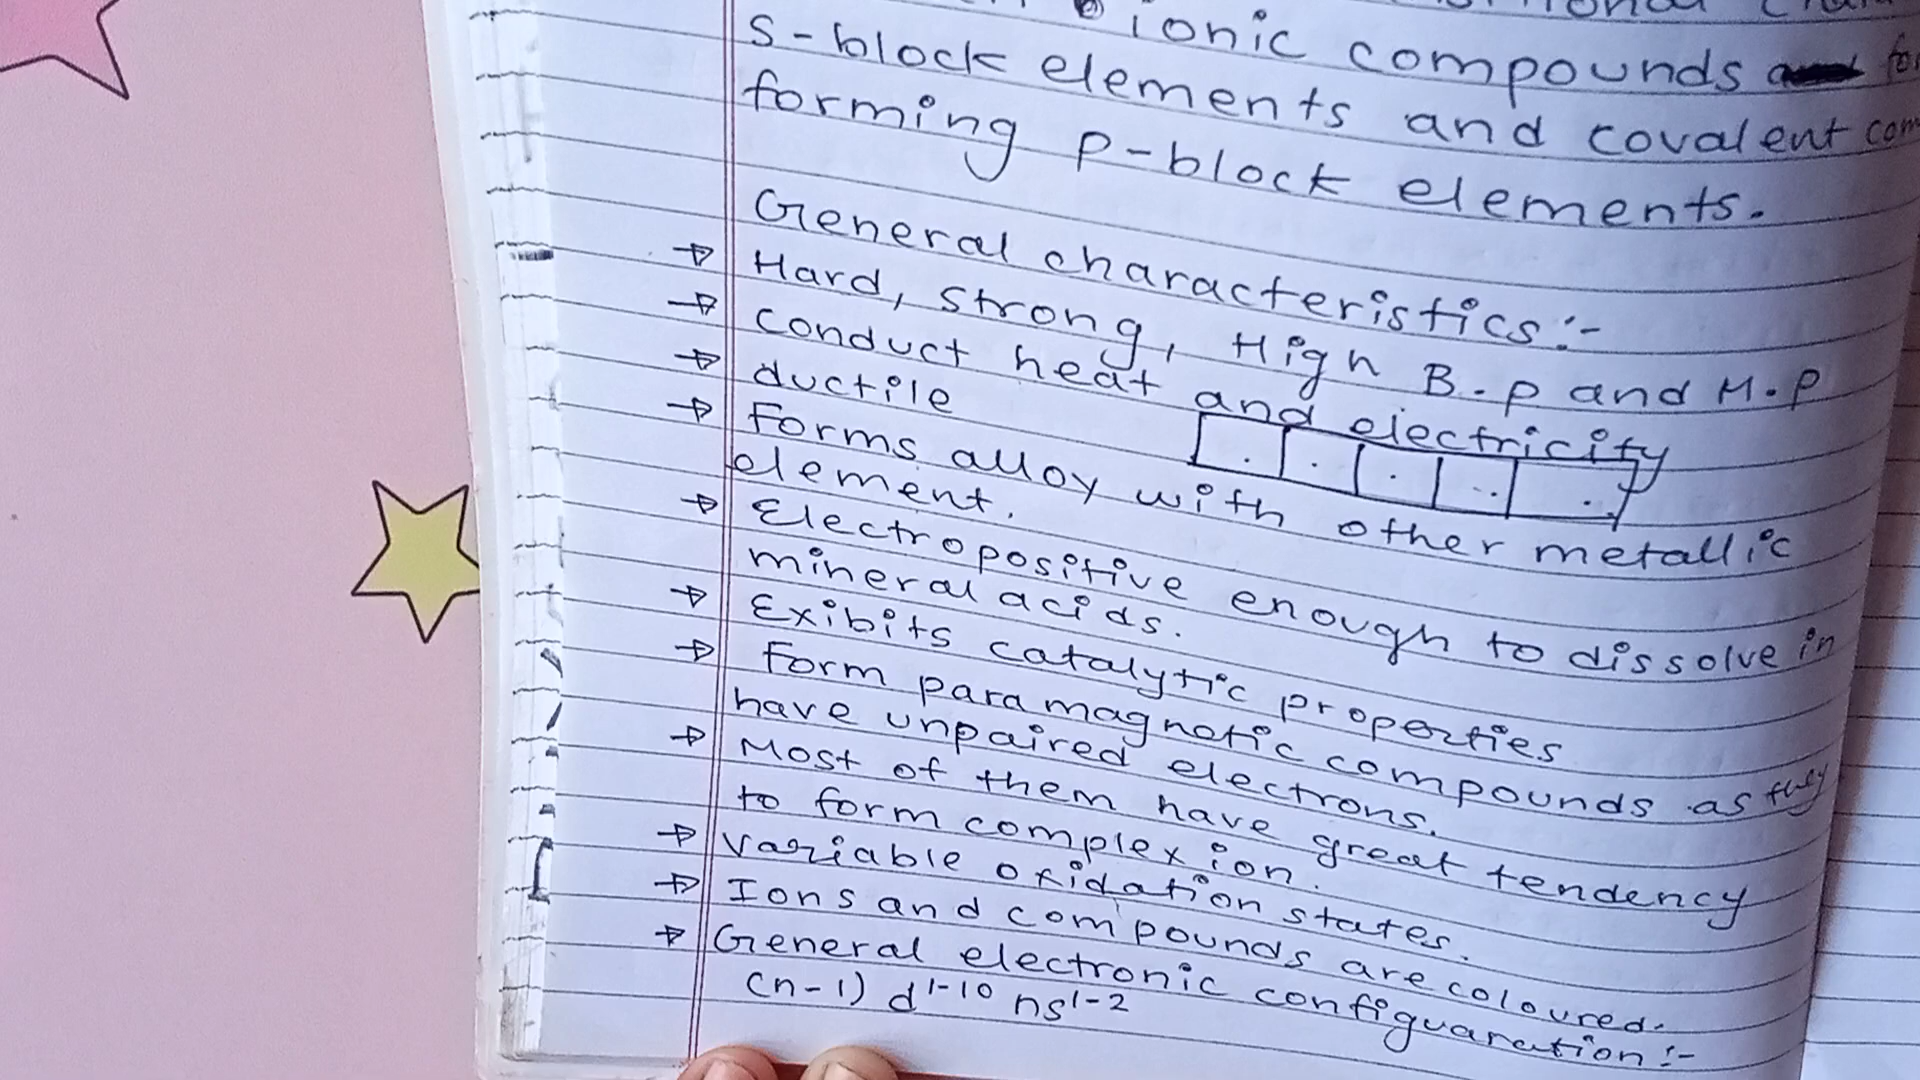 ionic compounds
s-block elements and covalent com
forming p-block elements.
General characteristics:-
→ Hard, strong, High B.p and M.p
→ conduct heat and electricity
→ ductile
→ Forms alloy with other metallic
element.
→ Electropositive enough to dissolve in
mineral acids.
→ Exibits catalytic properties
→ Form paramagnetic compounds as they
have unpaired electrons.
→ Most of them have great tendency
to form complex ion.
→ Variable oxidation states.
→ Ions and compounds are coloured.
→ General electronic configuaration:-
(n-1) d¹⁻¹⁰ ns¹⁻²